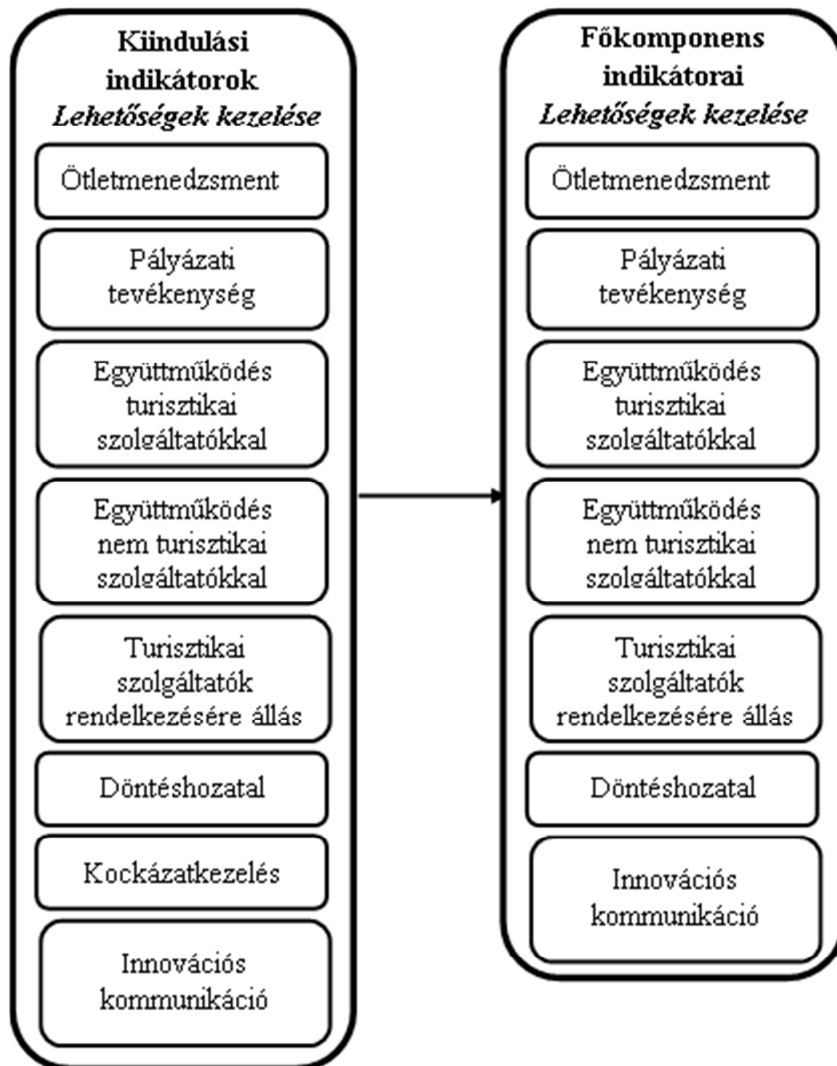 Kiindulási
indikátorok
Lehetőségek kezelése
Ötletmenedzsment
Pályázati
tevékenység
Együttműködés
turisztikai
szolgáltatókkal
Együttműködés
nem turisztikai
szolgáltatókkal
Turisztikai
szolgáltatók
rendelkezésére állás
Döntéshozatal
Kockázatkezelés
Innovációs
kommunikáció
Főkomponens
indikátorai
Lehetőségek kezelése
Ötletmenedzsment
Pályázati
tevékenység
Együttműködés
turisztikai
szolgáltatókkal
Együttműködés
nem turisztikai
szolgáltatókkal
Turisztikai
szolgáltatók
rendelkezésére állás
Döntéshozatal
Innovációs
kommunikáció